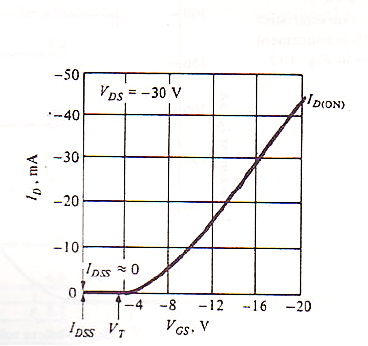 -50
V_DS = -30 V
I_D(ON)
-40
-30
I_D, mA
-20
-10
I_DSS ≈ 0
0
-4 -8 -12 -16 -20
I_DSS V_T V_GS, V